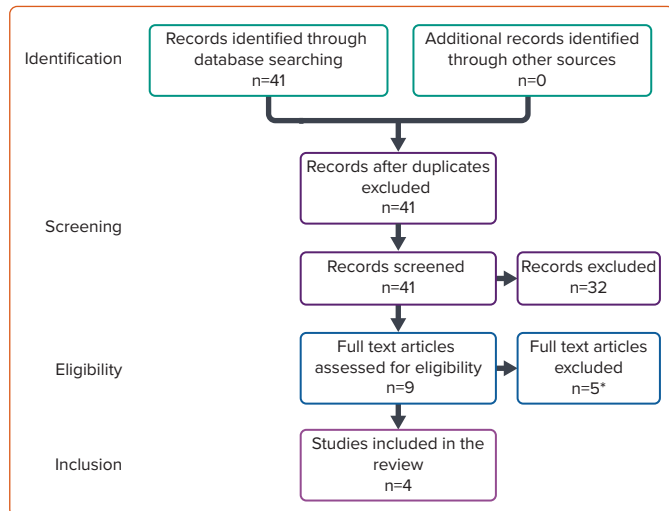 Identification
Records identified through
database searching
n=41
Additional records identified
through other sources
n=0
Records after duplicates
excluded
n=41
Screening
Records screened
n=41
Records excluded
n=32
Eligibility
Full text articles
assessed for eligibility
n=9
Full text articles
excluded
n=5*
Inclusion
Studies included in the
review
n=4